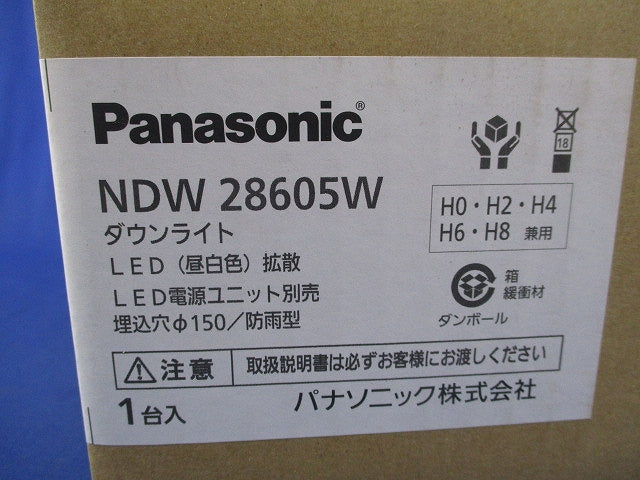 Panasonic®
NDW 28605W
ダウンライト
LED（昼白色）拡散
LED電源ユニット別売
埋込穴φ150／防雨型
18
H0・H2・H4
H6・H8 兼用
箱
緩衝材
ダンボール
注意
取扱説明書は必ずお客様にお渡しください
1台入
パナソニック株式会社